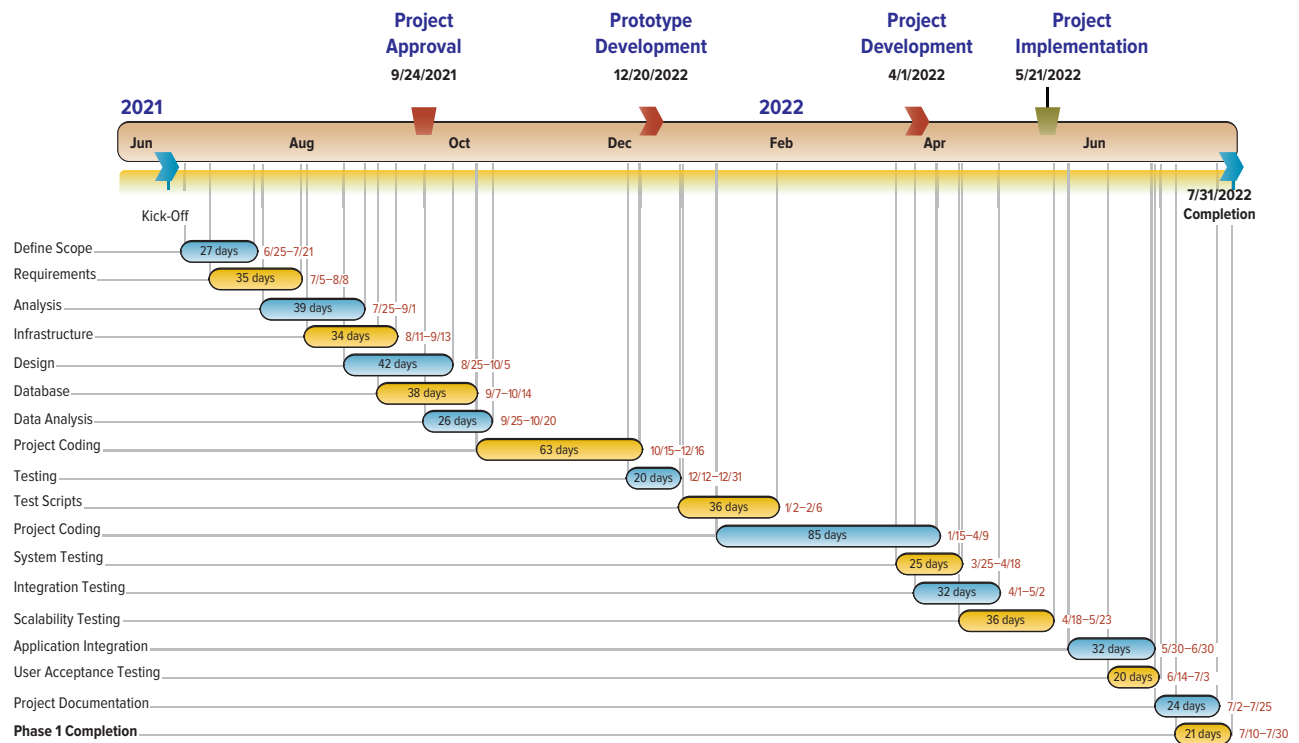 Project Approval
9/24/2021
Prototype Development
12/20/2022
Project Development
4/1/2022
Project Implementation
5/21/2022
2021
2022
Jun
Aug
Oct
Dec
Feb
Apr
Jun
Kick-Off
7/31/2022
Completion
Define Scope
27 days
6/25–7/21
Requirements
35 days
7/5–8/8
Analysis
39 days
7/25–9/1
Infrastructure
34 days
8/11–9/13
Design
42 days
8/25–10/5
Database
38 days
9/7–10/14
Data Analysis
26 days
9/25–10/20
Project Coding
63 days
10/15–12/16
Testing
20 days
12/12–12/31
Test Scripts
36 days
1/2–2/6
Project Coding
85 days
1/15–4/9
System Testing
25 days
3/25–4/18
Integration Testing
32 days
4/1–5/2
Scalability Testing
36 days
4/18–5/23
Application Integration
32 days
5/30–6/30
User Acceptance Testing
20 days
6/14–7/3
Project Documentation
24 days
7/2–7/25
Phase 1 Completion
21 days
7/10–7/30